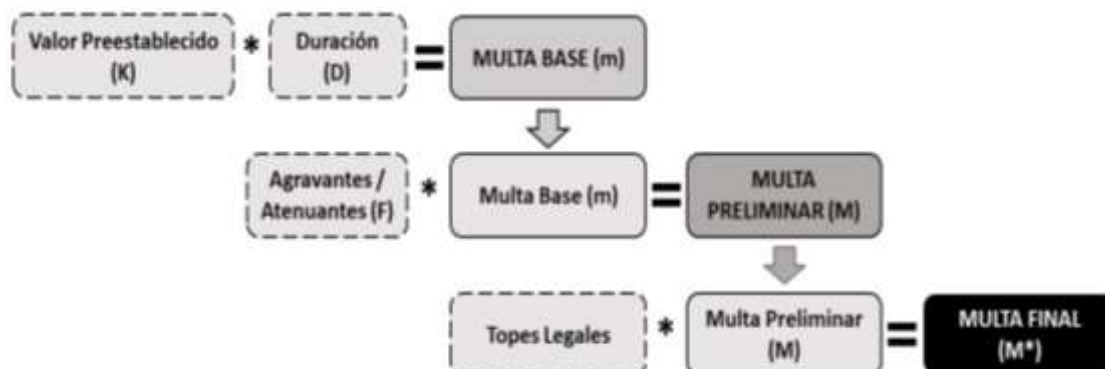 Valor Preestablecido
(K)
*
Duración
(D)
=
MULTA BASE (m)
Agravantes /
Atenuantes (F)
*
Multa Base (m)
=
MULTA
PRELIMINAR (M)
Topes Legales
*
Multa Preliminar
(M)
=
MULTA FINAL
(M*)